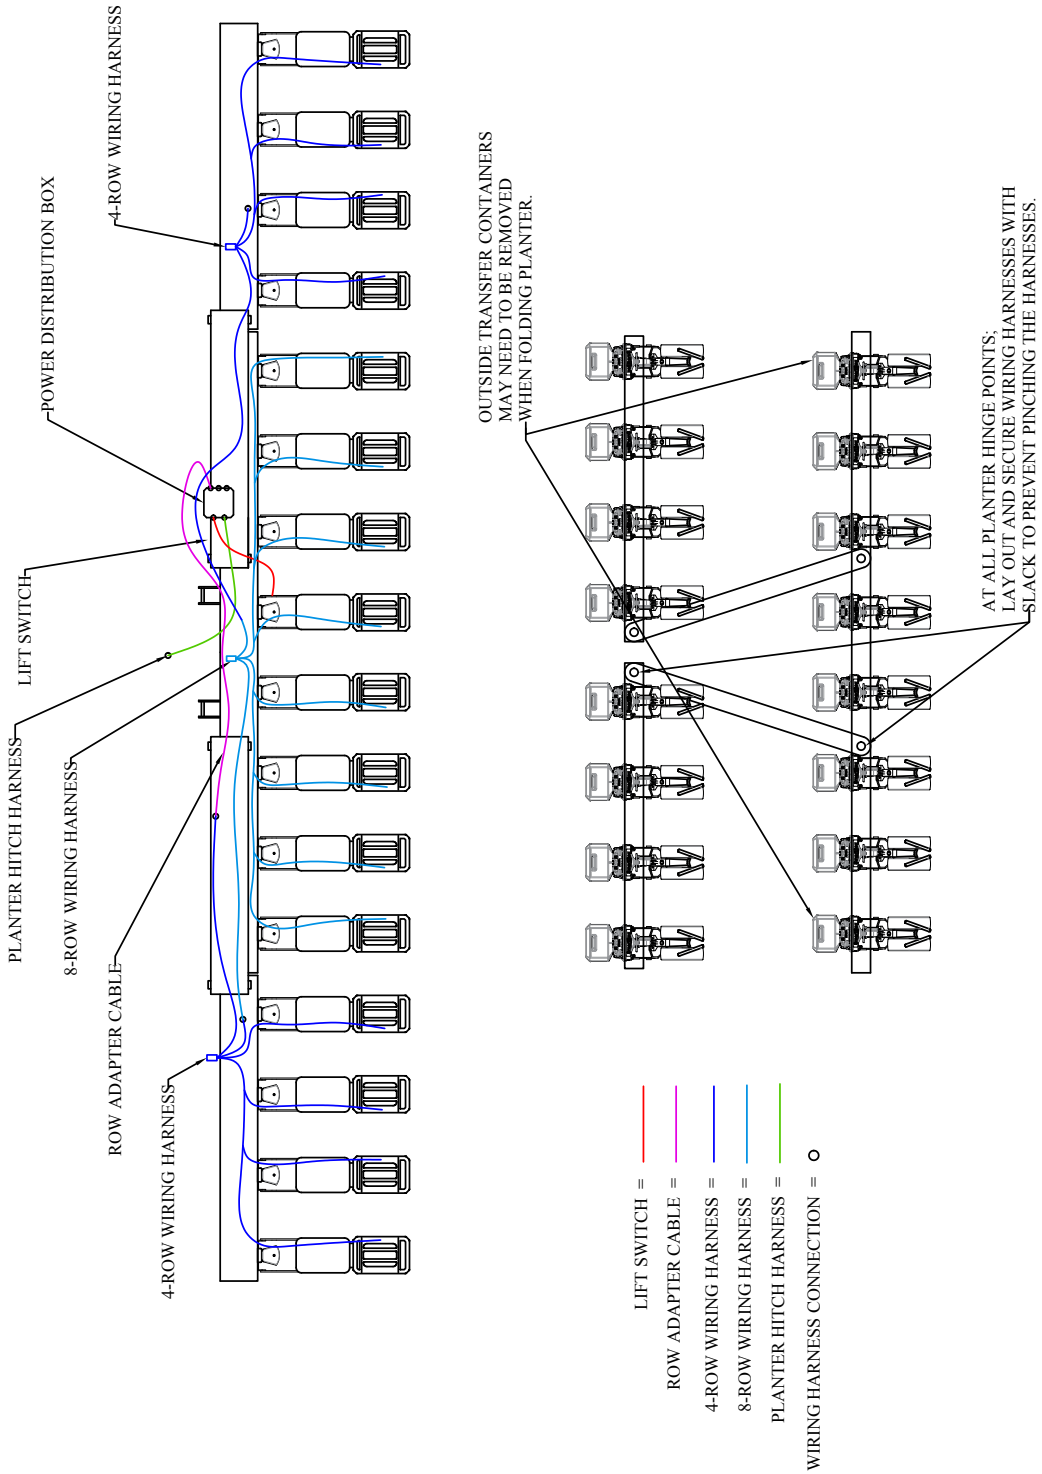 PLANTER HITCH HARNESS
LIFT SWITCH
POWER DISTRIBUTION BOX
4-ROW WIRING HARNESS
8-ROW WIRING HARNESS
ROW ADAPTER CABLE
4-ROW WIRING HARNESS
OUTSIDE TRANSFER CONTAINERS
MAY NEED TO BE REMOVED
WHEN FOLDING PLANTER.
AT ALL PLANTER HINGE POINTS;
LAY OUT AND SECURE WIRING HARNESSES WITH
SLACK TO PREVENT PINCHING THE HARNESSES.
LIFT SWITCH =
ROW ADAPTER CABLE =
4-ROW WIRING HARNESS =
8-ROW WIRING HARNESS =
PLANTER HITCH HARNESS =
WIRING HARNESS CONNECTION =